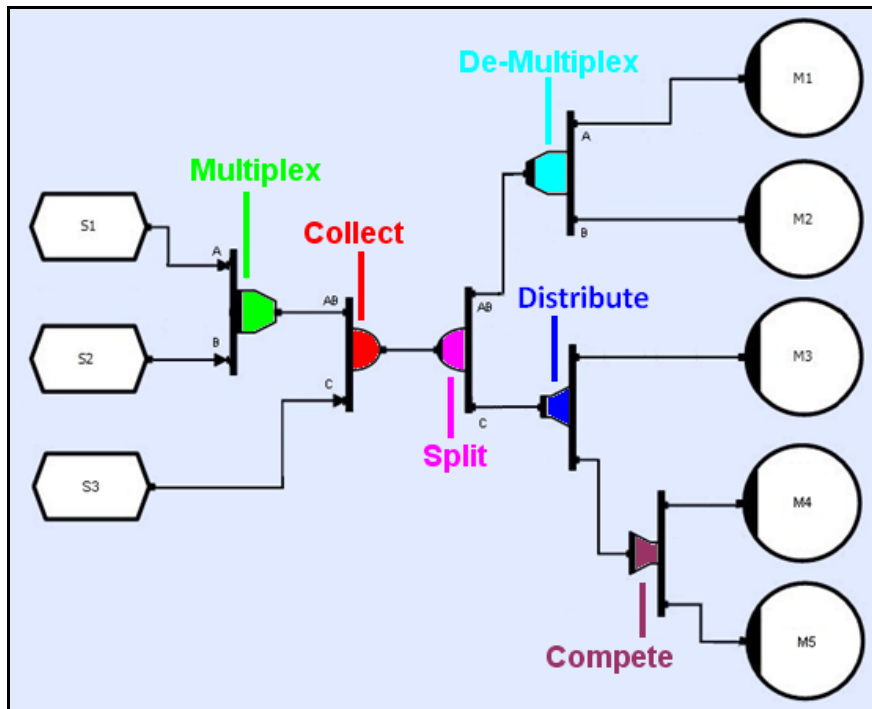 De-Multiplex
M1
A
Multiplex
S1
A
Collect
M2
B
AB
AB
Distribute
S2
B
M3
C
C
Split
S3
M4
Compete
M5